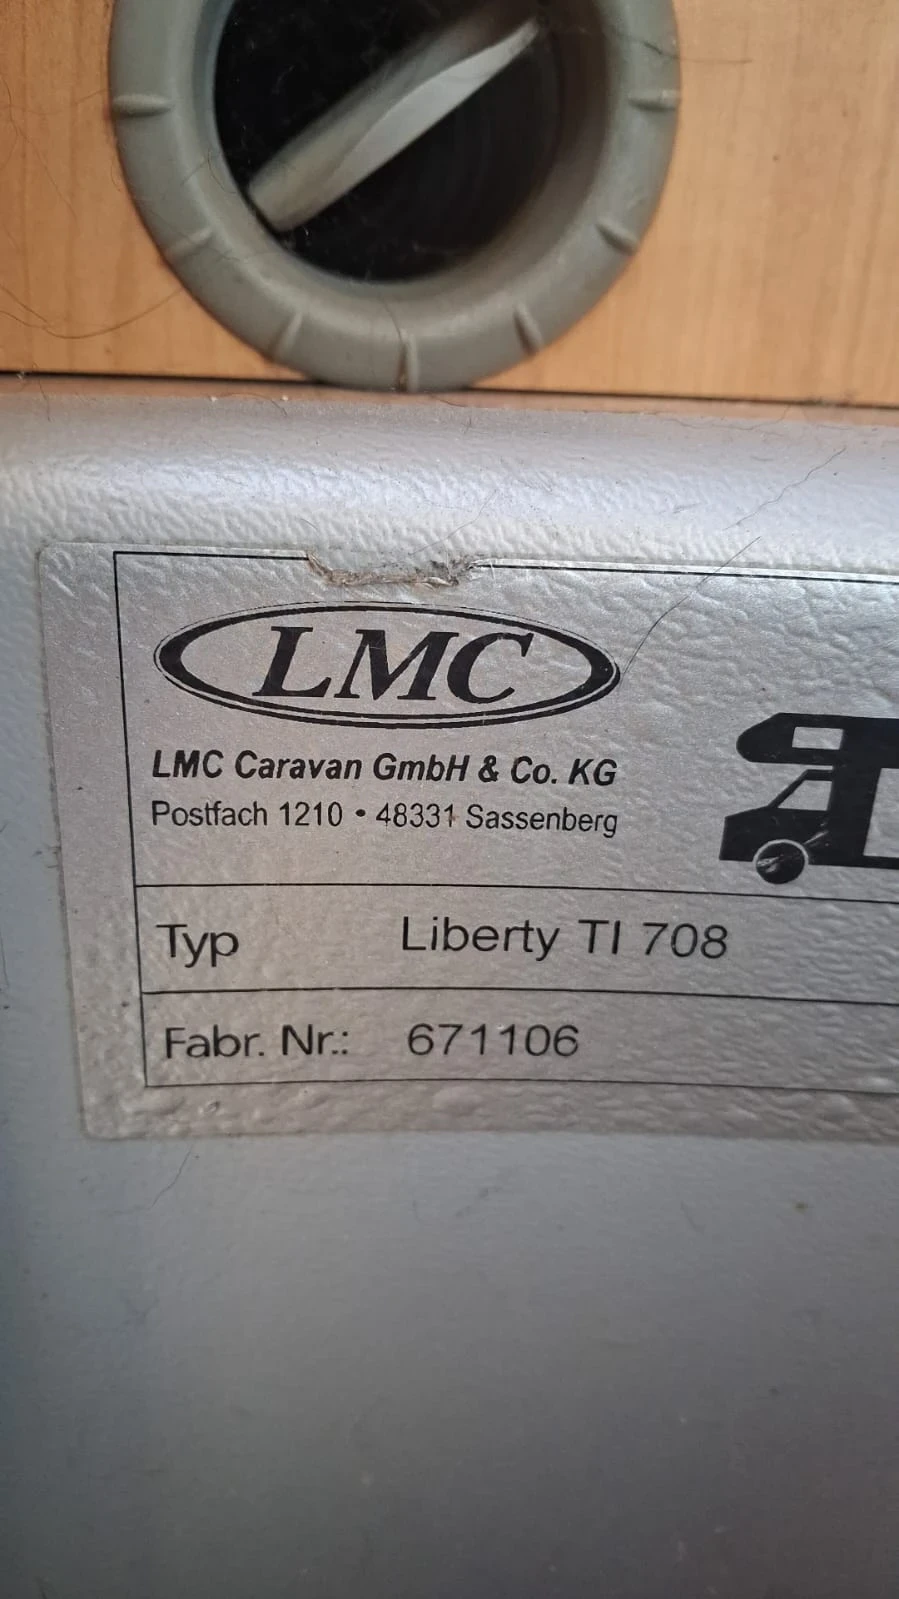 LMC
LMC Caravan GmbH & Co. KG
Postfach 1210 • 48331 Sassenberg
Typ Liberty TI 708
Fabr. Nr.: 671106